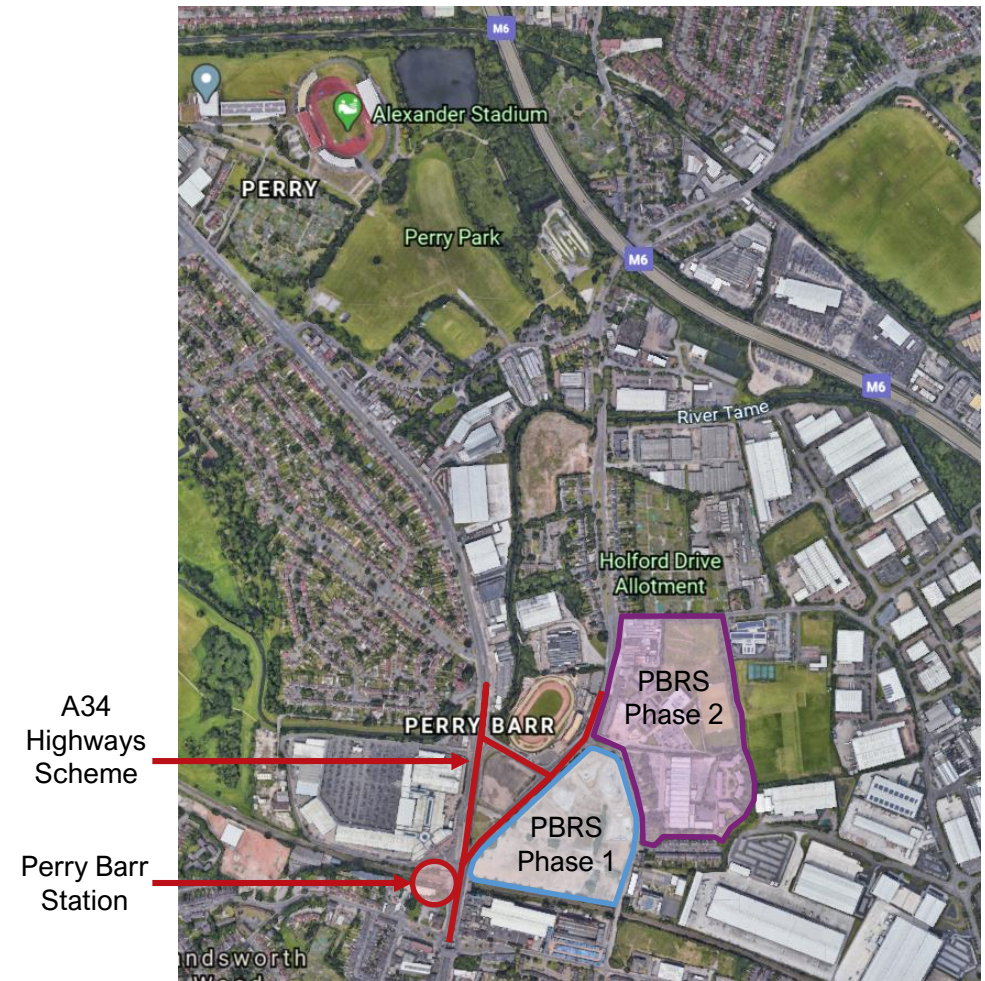 M6
Alexander Stadium
PERRY
Perry Park
M6
M6
River Tame
Holford Drive
Allotment
PBRS
Phase 2
A34
Highways
Scheme
PERRY BARR
PBRS
Phase 1
Perry Barr
Station
ndsworth